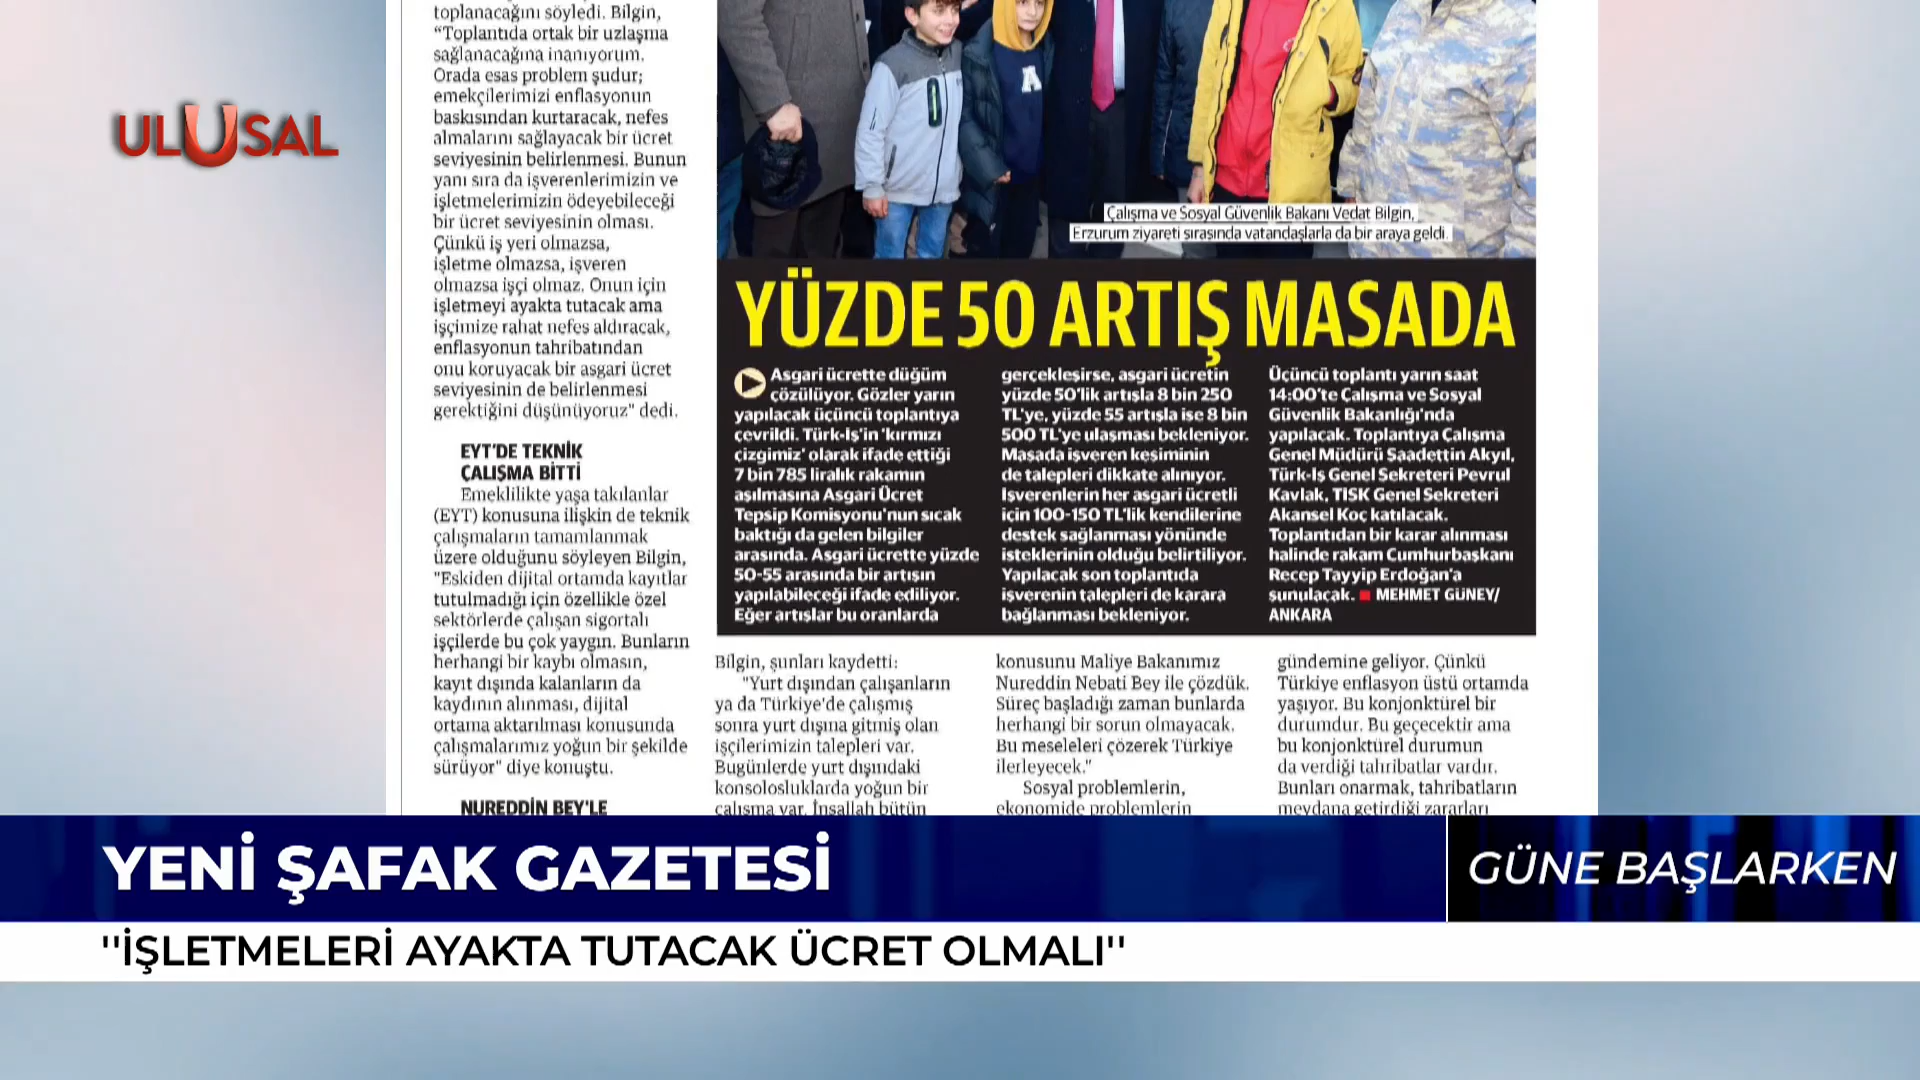 ULUSAL
toplanacağını söyledi. Bilgin,
“Toplantıda ortak bir uzlaşma
sağlanacağına inanıyorum.
Orada esas problem şudur;
emekçilerimizi enflasyonun
baskısından kurtaracak, nefes
almalarını sağlayacak bir ücret
seviyesinin belirlenmesi. Bunun
yanı sıra da işverenlerimizin ve
işletmelerimizin ödeyebileceği
bir ücret seviyesinin olması.
Çünkü iş yeri olmazsa,
işletme olmazsa, işveren
olmazsa işçi olmaz. Onun için
işletmeyi ayakta tutacak ama
işçimize rahat nefes aldıracak,
enflasyonun tahribatından
onu koruyacak bir asgari ücret
seviyesinin de belirlenmesi
gerektiğini düşünüyoruz" dedi.
EYT'DE TEKNİK
ÇALIŞMA BİTTİ
Emeklilikte yaşa takılanlar
(EYT) konusuna ilişkin de teknik
çalışmaların tamamlanmak
üzere olduğunu söyleyen Bilgin,
"Eskiden dijital ortamda kayıtlar
tutulmadığı için özellikle özel
sektörlerde çalışan sigortalı
işçilerde bu çok yaygın. Bunların
herhangi bir kaybı olmasın,
kayıt dışında kalanların da
kaydının alınması, dijital
ortama aktarılması konusunda
çalışmalarımız yoğun bir şekilde
sürüyor" diye konuştu.
NUREDDİN BEY'LE
A
Çalışma ve Sosyal Güvenlik Bakanı Vedat Bilgin,
Erzurum ziyareti sırasında vatandaşlarla da bir araya geldi.
YÜZDE 50 ARTIŞ MASADA
Asgari ücrette düğüm
çözülüyor. Gözler yarın
yapılacak üçüncü toplantıya
çevrildi. Türk-İş'in 'kırmızı
çizgimiz' olarak ifade ettiği
7 bin 785 liralık rakamın
aşılmasına Asgari Ücret
Tepsip Komisyonu'nun sıcak
baktığı da gelen bilgiler
arasında. Asgari ücrette yüzde
50-55 arasında bir artışın
yapılabileceği ifade ediliyor.
Eğer artışlar bu oranlarda
gerçekleşirse, asgari ücretin
yüzde 50'lik artışla 8 bin 250
TL'ye, yüzde 55 artışla ise 8 bin
500 TL'ye ulaşması bekleniyor.
Masada işveren kesiminin
de talepleri dikkate alınıyor.
İşverenlerin her asgari ücretli
için 100-150 TL'lik kendilerine
destek sağlanması yönünde
isteklerinin olduğu belirtiliyor.
Yapılacak son toplantıda
işverenin talepleri de karara
bağlanması bekleniyor.
Üçüncü toplantı yarın saat
14:00'te Çalışma ve Sosyal
Güvenlik Bakanlığı'nda
yapılacak. Toplantıya Çalışma
Genel Müdürü Saadettin Akyıl,
Türk-İş Genel Sekreteri Pevrul
Kavlak, TİSK Genel Sekreteri
Akansel Koç katılacak.
Toplantıdan bir karar alınması
halinde rakam Cumhurbaşkanı
Recep Tayyip Erdoğan'a
sunulacak. MEHMET GÜNEY/
ANKARA
Bilgin, şunları kaydetti:
"Yurt dışından çalışanların
ya da Türkiye'de çalışmış
sonra yurt dışına gitmiş olan
işçilerimizin talepleri var.
Bugünlerde yurt dışındaki
konsolosluklarda yoğun bir
çalışma var. İnşallah bütün
konusunu Maliye Bakanımız
Nureddin Nebati Bey ile çözdük.
Süreç başladığı zaman bunlarda
herhangi bir sorun olmayacak.
Bu meseleleri çözerek Türkiye
ilerleyecek."
Sosyal problemlerin,
ekonomide problemlerin
gündemine geliyor. Çünkü
Türkiye enflasyon üstü ortamda
yaşıyor. Bu konjonktürel bir
durumdur. Bu geçecektir ama
bu konjonktürel durumun
da verdiği tahribatlar vardır.
Bunları onarmak, tahribatların
meydana getirdiği zararları
YENİ ŞAFAK GAZETESİ
GÜNE BAŞLARKEN
''İŞLETMELERİ AYAKTA TUTACAK ÜCRET OLMALI''